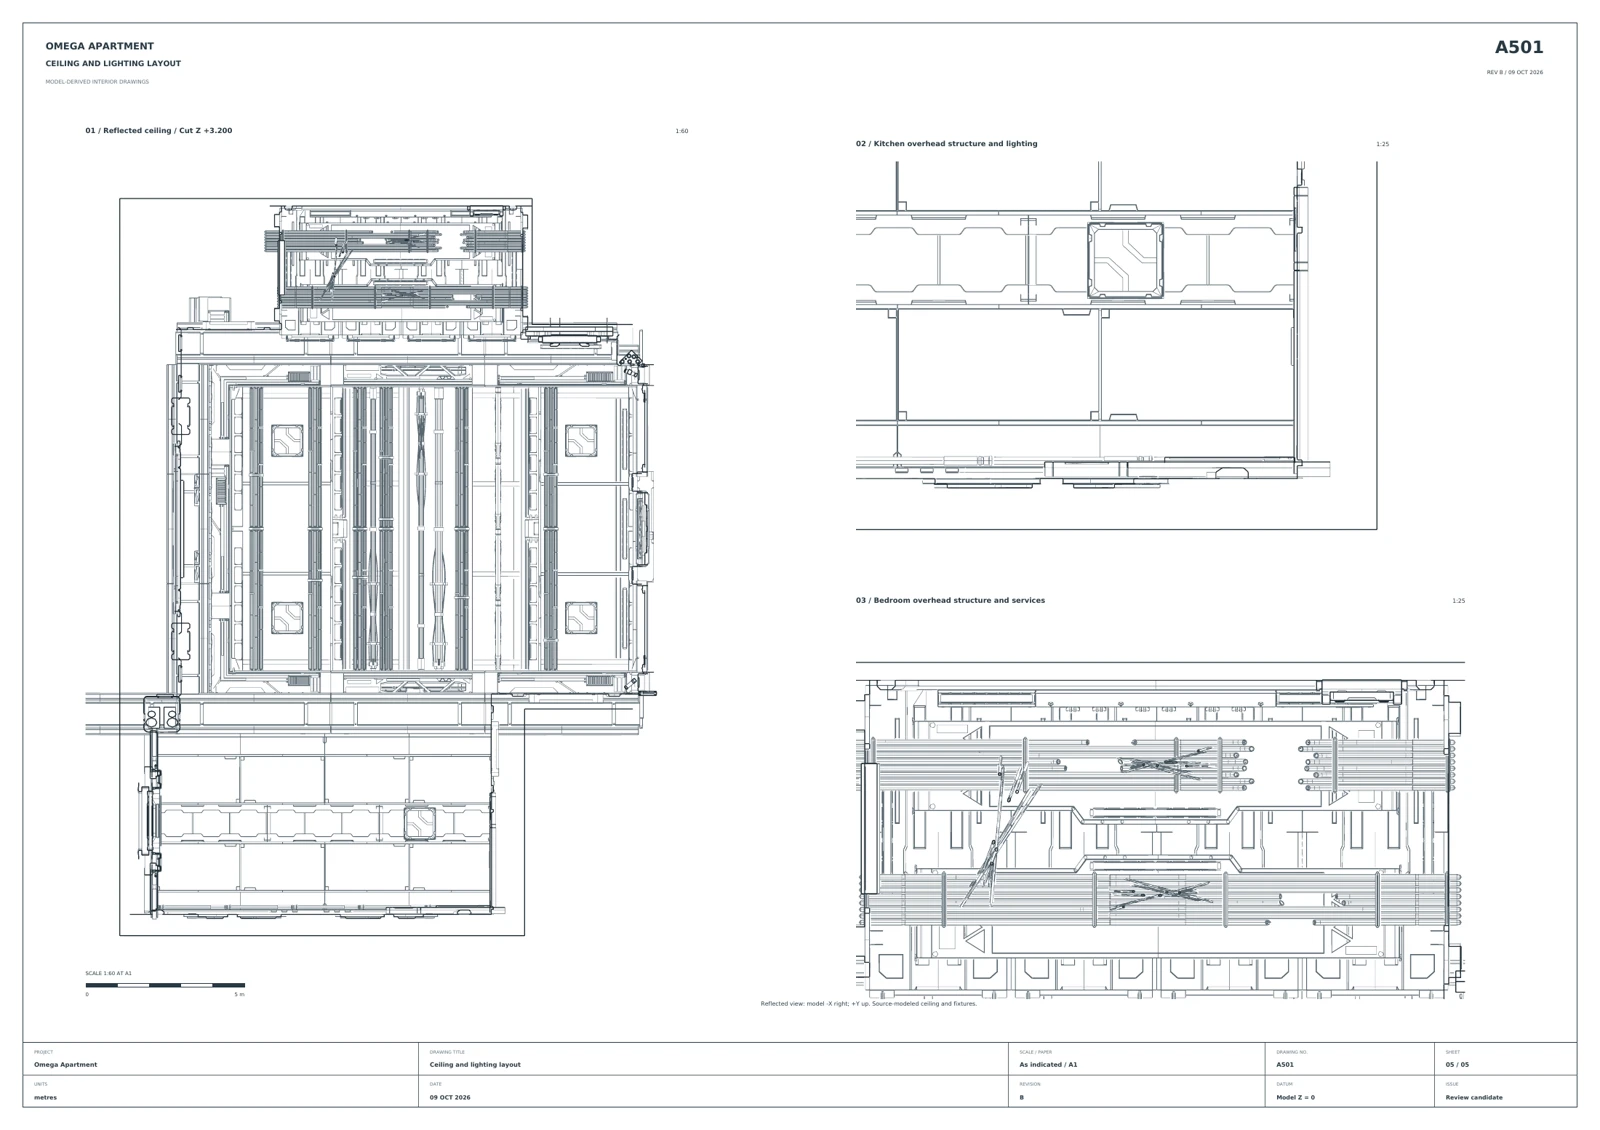 OMEGA APARTMENT
CEILING AND LIGHTING LAYOUT
MODEL-DERIVED INTERIOR DRAWINGS
A501
REV B / 09 OCT 2026
01 / Reflected ceiling / Cut Z +3.200
1:60
02 / Kitchen overhead structure and lighting
1:25
03 / Bedroom overhead structure and services
1:25
SCALE 1:60 AT A1
0
5 m
Reflected view: model -X right; +Y up. Source-modeled ceiling and fixtures.
PROJECT
Omega Apartment
DRAWING TITLE
Ceiling and lighting layout
SCALE / PAPER
As indicated / A1
DRAWING NO.
A501
SHEET
05 / 05
UNITS
metres
DATE
09 OCT 2026
REVISION
B
DATUM
Model Z = 0
ISSUE
Review candidate